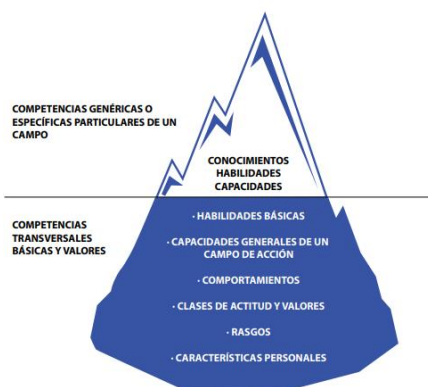 COMPETENCIAS GENÉRICAS O
ESPECÍFICAS PARTICULARES DE UN
CAMPO
CONOCIMIENTOS
HABILIDADES
CAPACIDADES
COMPETENCIAS
TRANSVERSALES
BÁSICAS Y VALORES
· HABILIDADES BÁSICAS
· CAPACIDADES GENERALES DE UN
CAMPO DE ACCIÓN
· COMPORTAMIENTOS
· CLASES DE ACTITUD Y VALORES
· RASGOS
· CARACTERÍSTICAS PERSONALES